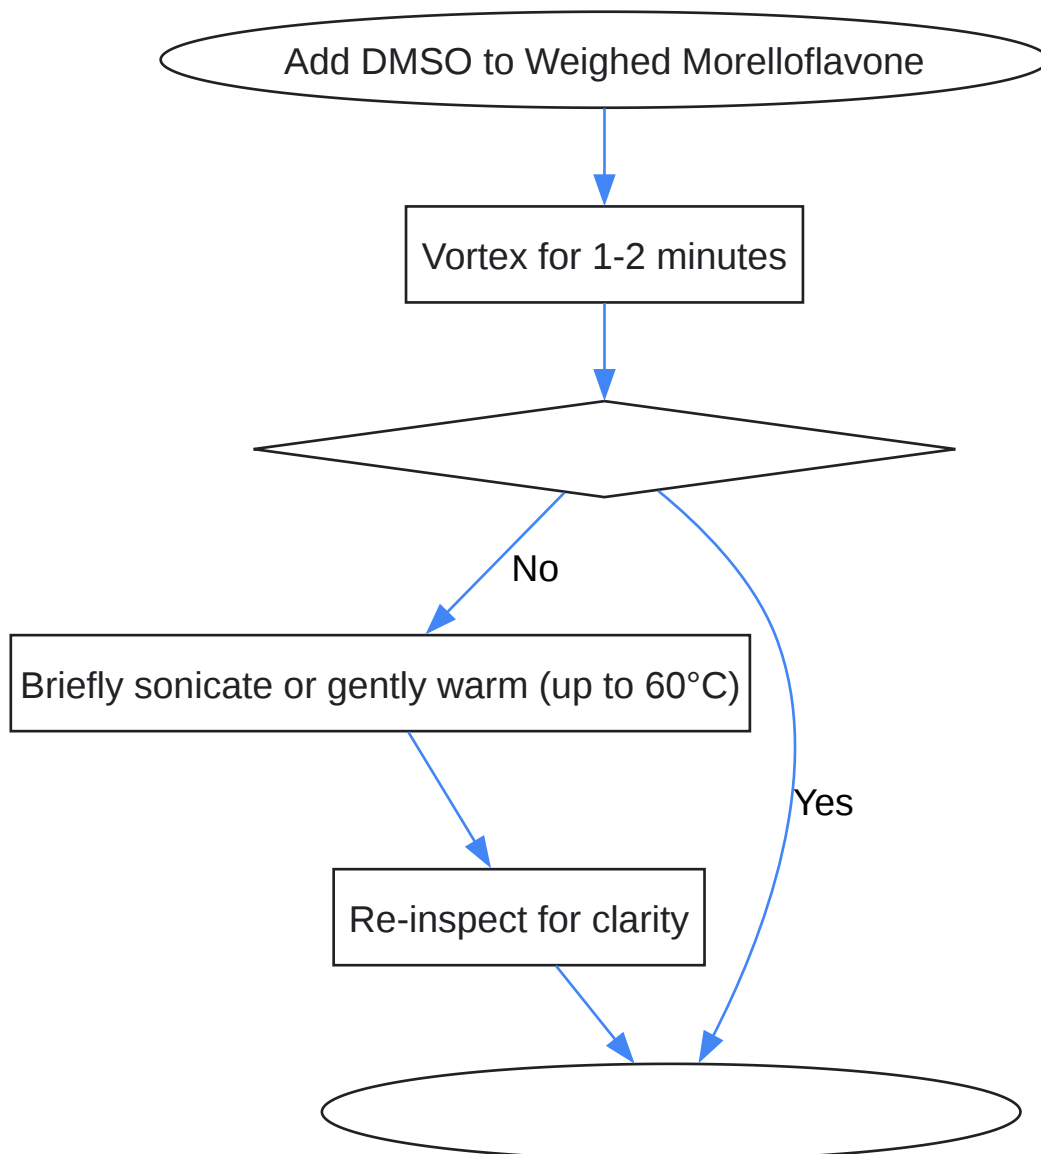 Add DMSO to Weighed Morelloflavone
Vortex for 1-2 minutes
No
Briefly sonicate or gently warm (up to 60°C)
Yes
Re-inspect for clarity